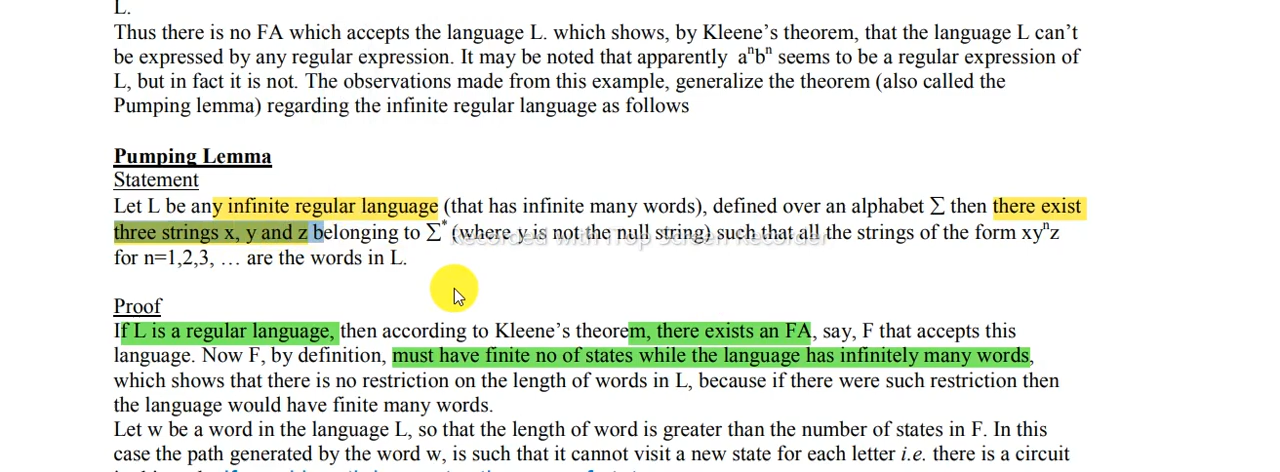 L.
Thus there is no FA which accepts the language L. which shows, by Kleene’s theorem, that the language L can’t
be expressed by any regular expression. It may be noted that apparently aⁿbⁿ seems to be a regular expression of
L, but in fact it is not. The observations made from this example, generalize the theorem (also called the
Pumping lemma) regarding the infinite regular language as follows
Pumping Lemma
Statement
Let L be any infinite regular language (that has infinite many words), defined over an alphabet Σ then there exist
three strings x, y and z belonging to Σ* (where y is not the null string) such that all the strings of the form xyⁿz
Recorded with iTop Screen Recorder
for n=1,2,3, … are the words in L.
Proof
If L is a regular language, then according to Kleene’s theorem, there exists an FA, say, F that accepts this
language. Now F, by definition, must have finite no of states while the language has infinitely many words,
which shows that there is no restriction on the length of words in L, because if there were such restriction then
the language would have finite many words.
Let w be a word in the language L, so that the length of word is greater than the number of states in F. In this
case the path generated by the word w, is such that it cannot visit a new state for each letter i.e. there is a circuit